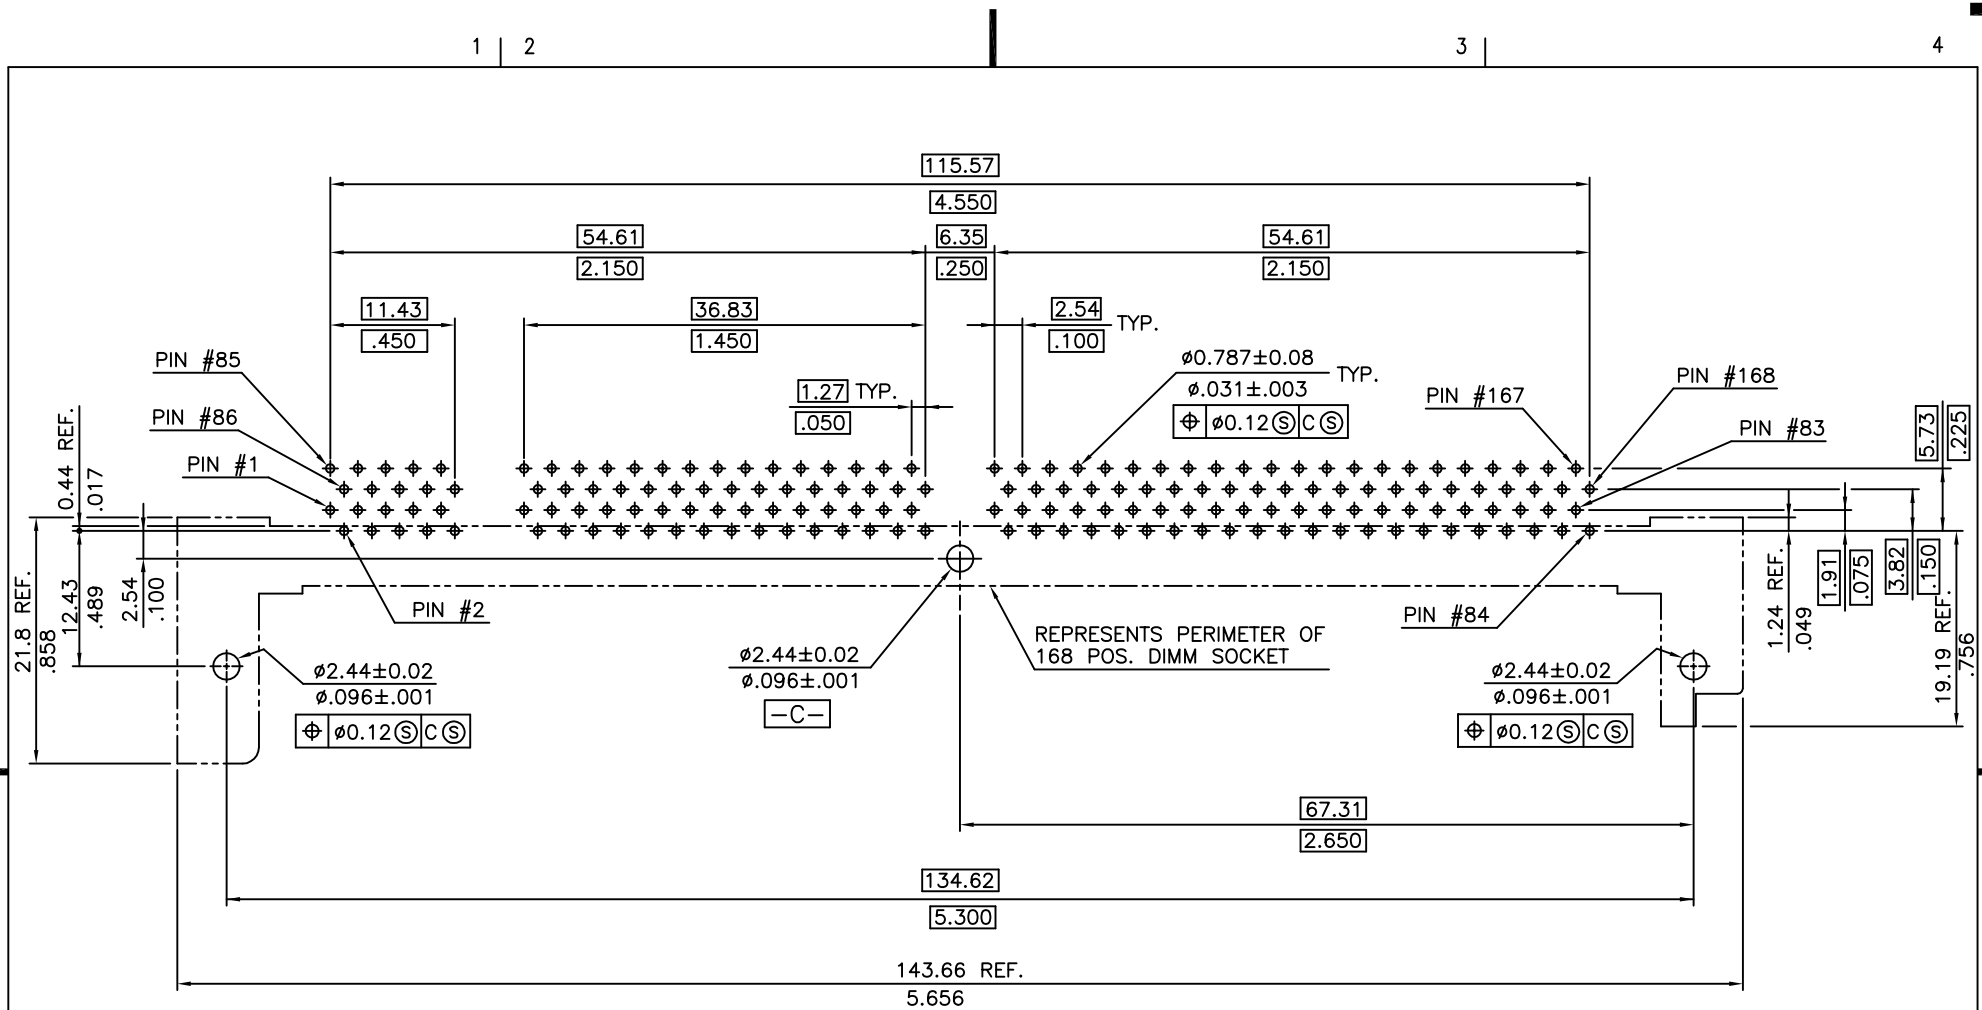 1 2 3 4
115.57
4.550
54.61 6.35 54.61
2.150 .250 2.150
11.43 36.83 2.54 TYP.
.450 1.450 .100
PIN #85
1.27 TYP.
.050
ø0.787±0.08 TYP.
ø.031±.003
⌖ ø0.12Ⓢ CⓈ
PIN #167
PIN #168
PIN #86
PIN #1
PIN #83
0.44 REF.
.017
5.73
.225
21.8 REF.
.858
12.43
.489
2.54
.100
PIN #2
PIN #84
1.24 REF.
.049
1.91
.075
3.82
.150
19.19 REF.
.756
REPRESENTS PERIMETER OF
168 POS. DIMM SOCKET
ø2.44±0.02
ø.096±.001
⌖ ø0.12Ⓢ CⓈ
ø2.44±0.02
ø.096±.001
-C-
ø2.44±0.02
ø.096±.001
⌖ ø0.12Ⓢ CⓈ
67.31
2.650
134.62
5.300
143.66 REF.
5.656